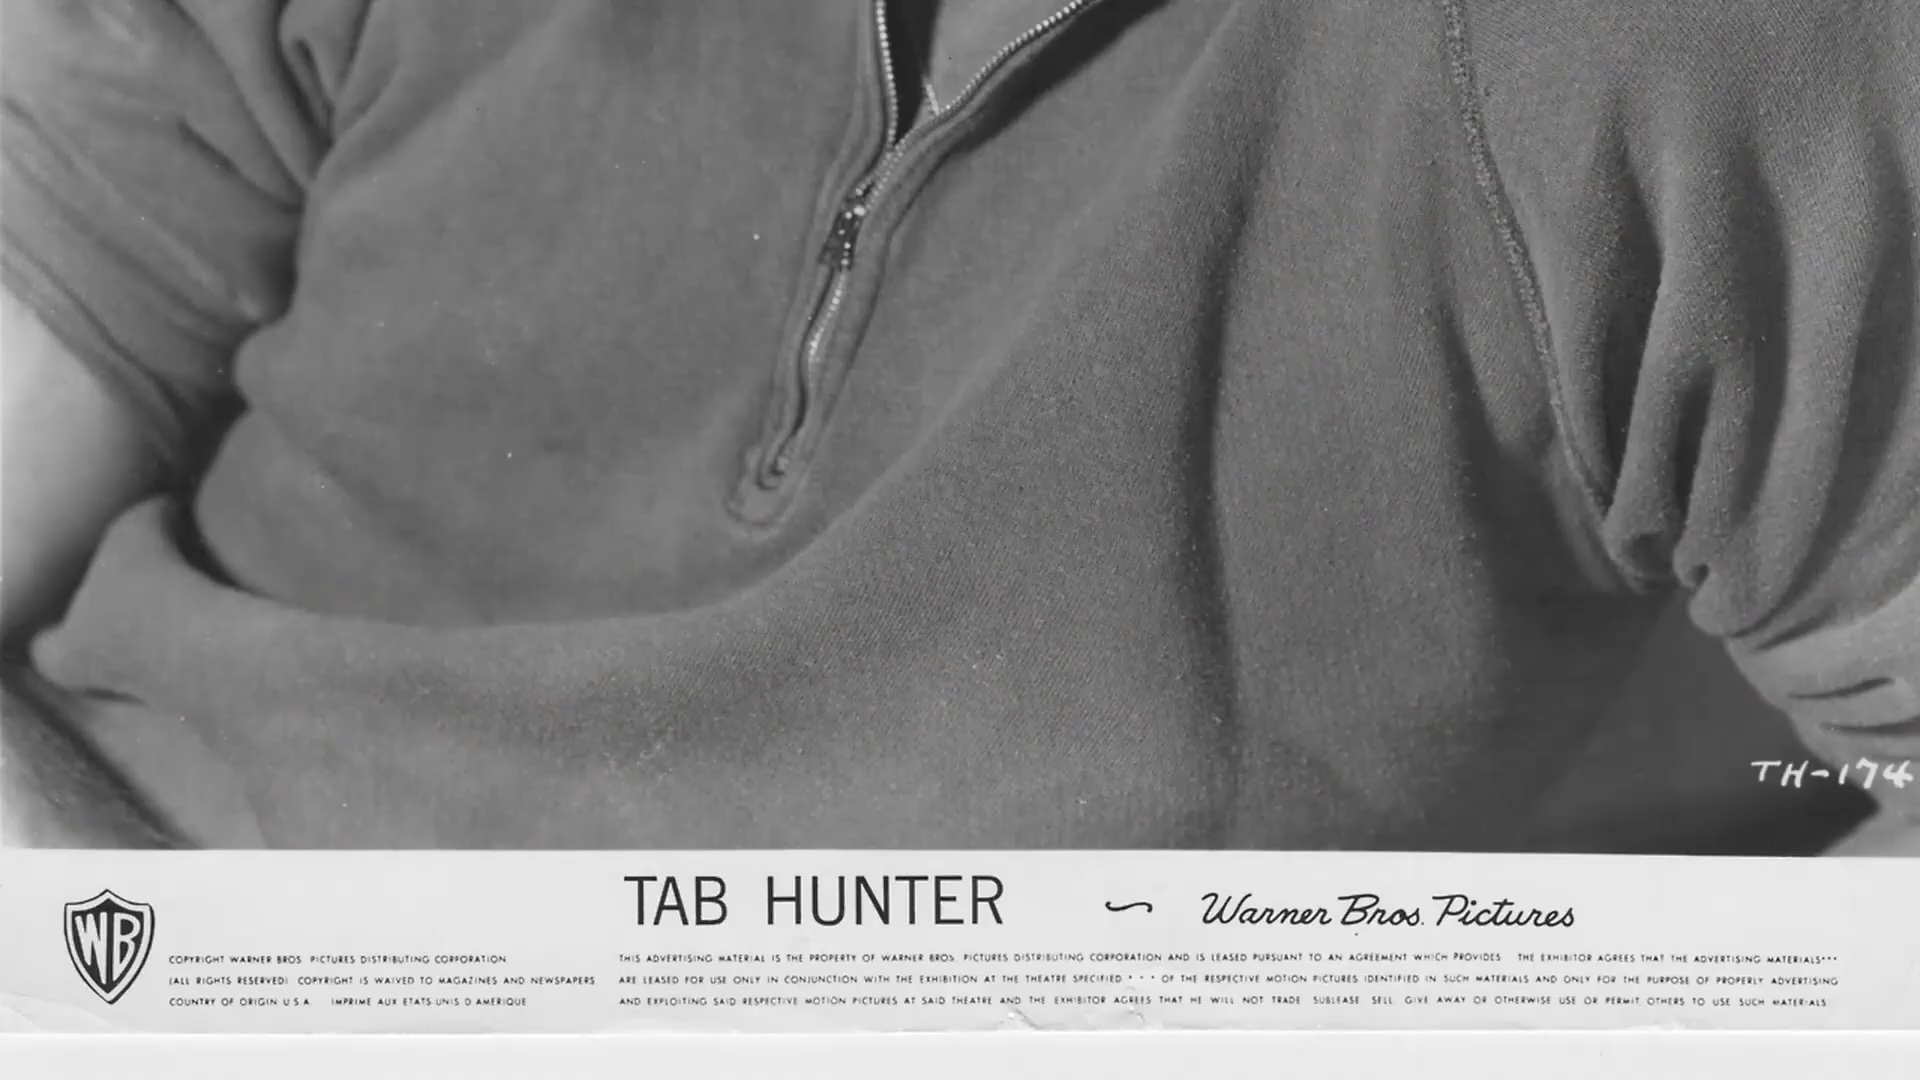 TH-174
TAB HUNTER ~ Warner Bros. Pictures
WB
COPYRIGHT WARNER BROS PICTURES DISTRIBUTING CORPORATION
(ALL RIGHTS RESERVED) COPYRIGHT IS WAIVED TO MAGAZINES AND NEWSPAPERS
COUNTRY OF ORIGIN U S A IMPRIME AUX ETATS UNIS D AMERIQUE
THIS ADVERTISING MATERIAL IS THE PROPERTY OF WARNER BROS. PICTURES DISTRIBUTING CORPORATION AND IS LEASED PURSUANT TO AN AGREEMENT WHICH PROVIDES THE EXHIBITOR AGREES THAT THE ADVERTISING MATERIALS***
ARE LEASED FOR USE ONLY IN CONJUNCTION WITH THE EXHIBITION AT THE THEATRE SPECIFIED * * * OF THE RESPECTIVE MOTION PICTURES IDENTIFIED IN SUCH MATERIALS AND ONLY FOR THE PURPOSE OF PROPERLY ADVERTISING
AND EXPLOITING SAID RESPECTIVE MOTION PICTURES AT SAID THEATRE AND THE EXHIBITOR AGREES THAT HE WILL NOT TRADE SUBLEASE SELL GIVE AWAY OR OTHERWISE USE OR PERMIT OTHERS TO USE SUCH MATERIALS